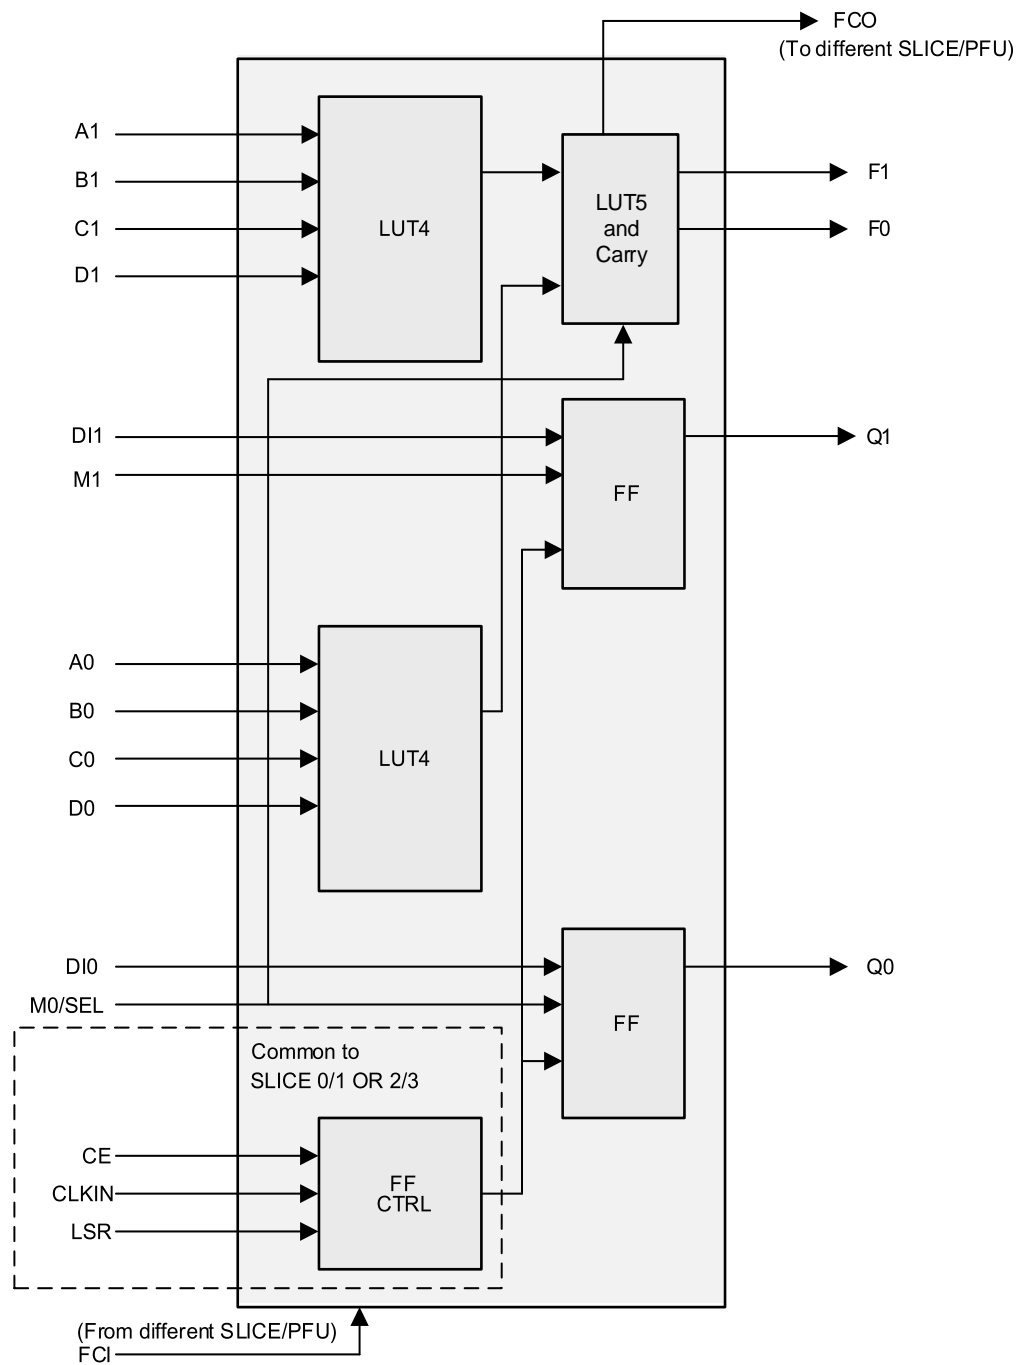 FCO
(To different SLICE/PFU)
A1
B1
C1
D1
LUT4
LUT5
and
Carry
F1
F0
DI1
M1
FF
Q1
A0
B0
C0
D0
LUT4
DI0
M0/SEL
FF
Q0
Common to
SLICE 0/1 OR 2/3
CE
CLKIN
LSR
FF
CTRL
(From different SLICE/PFU)
FCI